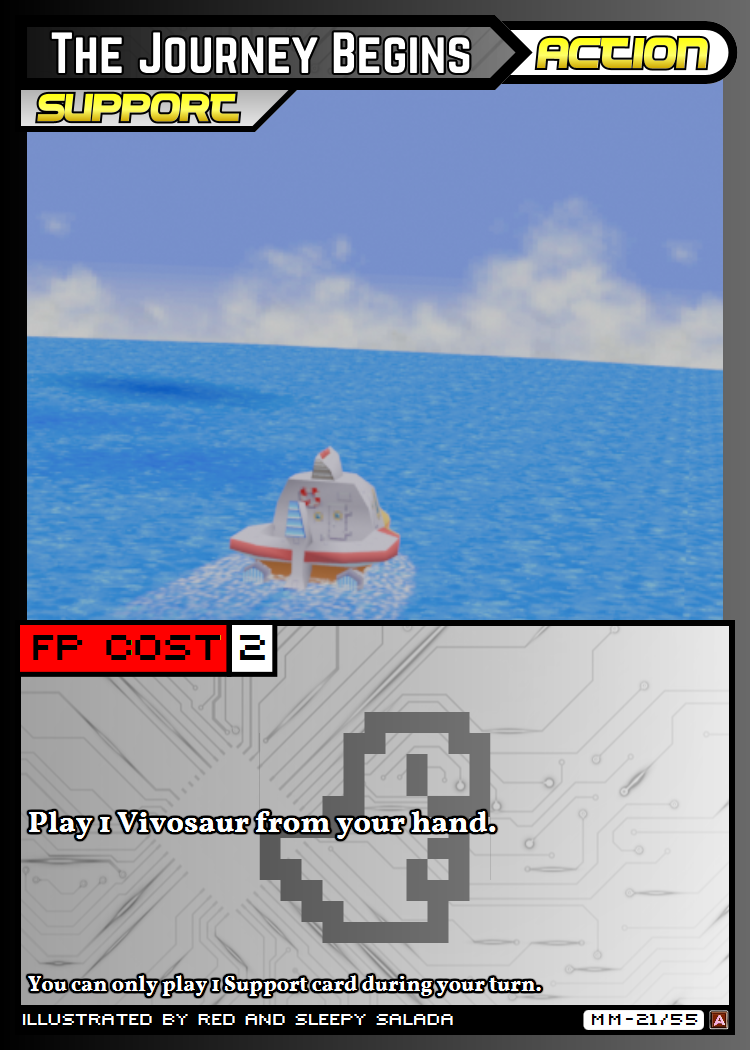 The Journey Begins
ACTION
SUPPORT
FP COST 2
Play 1 Vivosaur from your hand.
You can only play 1 Support card during your turn.
ILLUSTRATED BY RED AND SLEEPY SALADA
MM-21/55 A